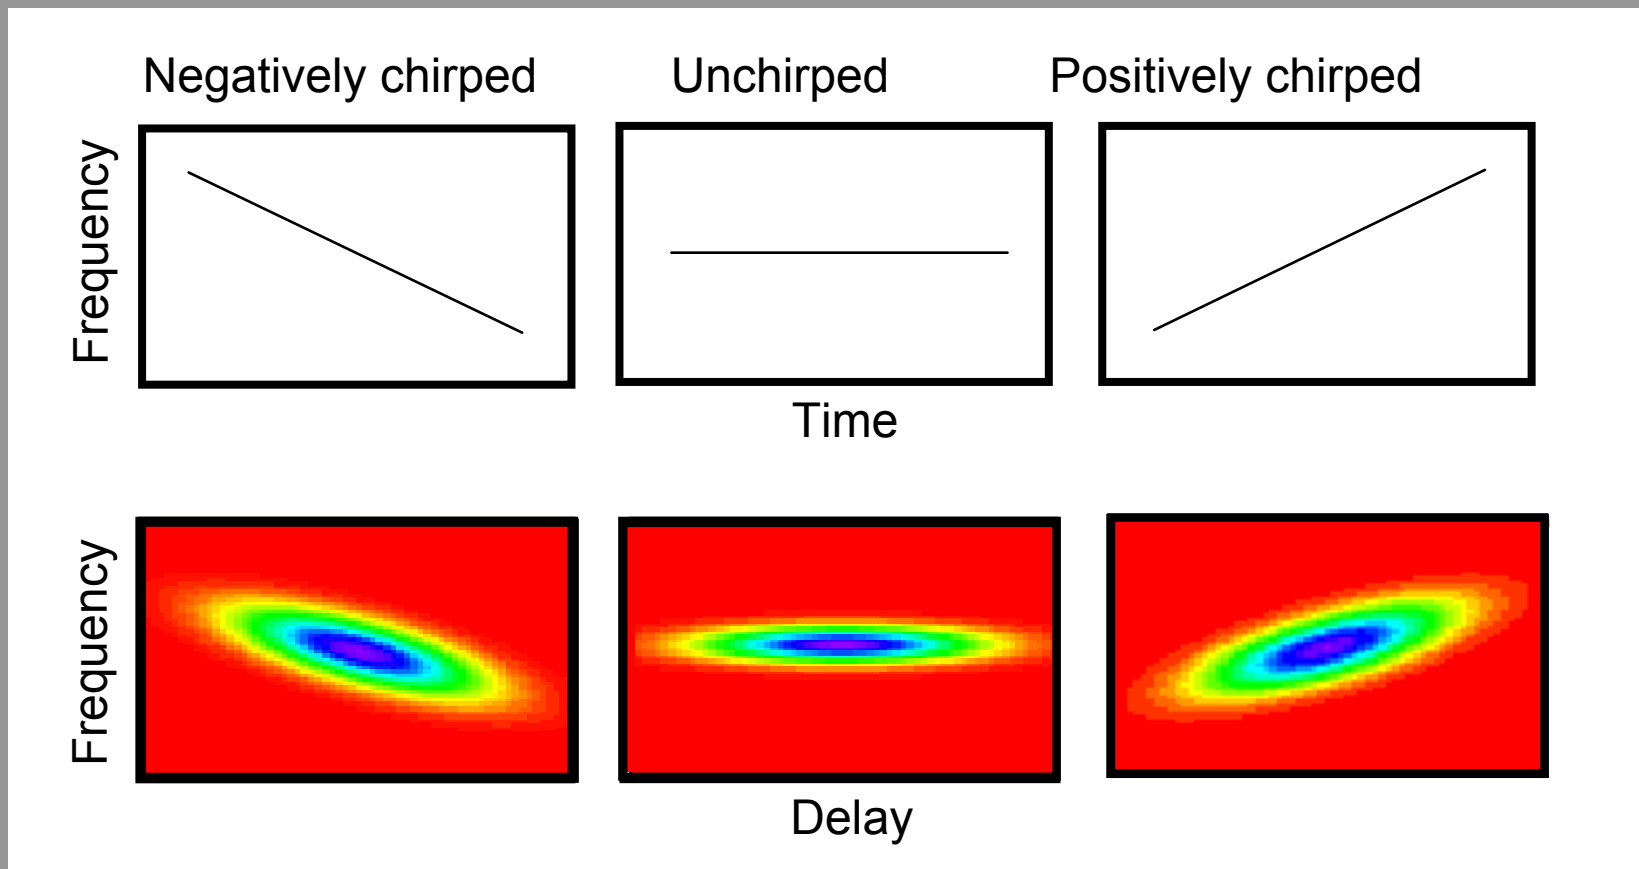 Negatively chirped
Unchirped
Positively chirped
Frequency
Time
Frequency
Delay